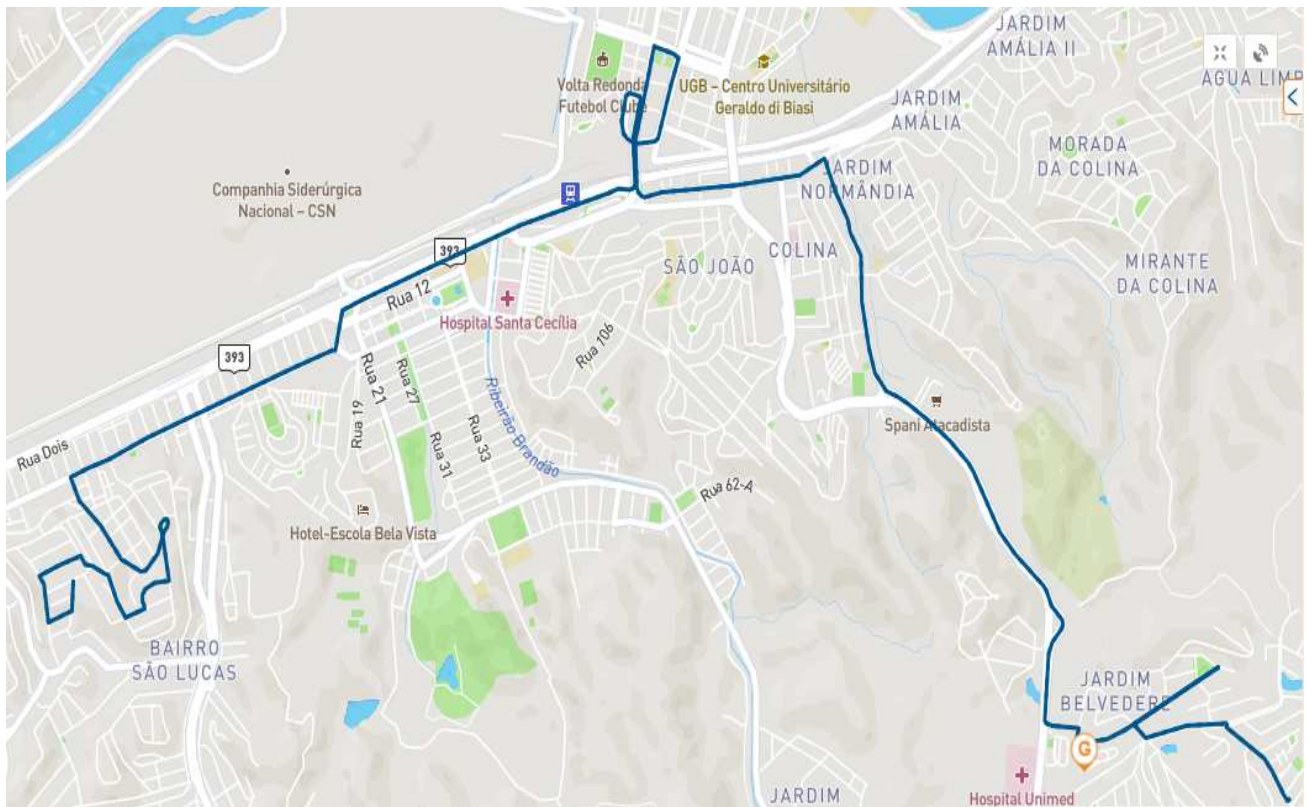 JARDIM
AMÁLIA II
AGUA LIMP
Volta Redonda
Futebol Clube
UGB – Centro Universitário
Geraldo di Biasi
JARDIM
AMÁLIA
MORADA
DA COLINA
JARDIM
NORMÂNDIA
Companhia Siderúrgica
Nacional – CSN
393
COLINA
SÃO JOÃO
MIRANTE
DA COLINA
Rua 12
Hospital Santa Cecília
Rua 106
393
Rua 21
Rua 27
Rua 19
Rua 31
Rua 33
Ribeirão Brandão
Spani Atacadista
Rua Dois
Rua 62-A
Hotel-Escola Bela Vista
BAIRRO
SÃO LUCAS
JARDIM
BELVEDERE
G
JARDIM
Hospital Unimed